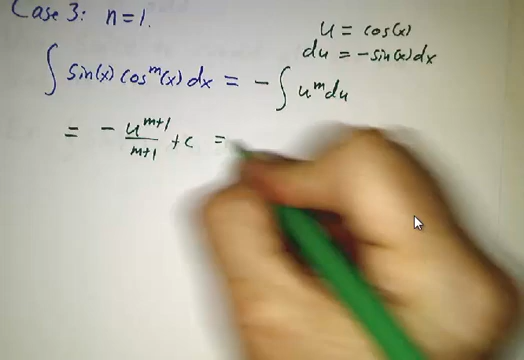 Case 3: n=1.
u = cos(x)
du = -sin(x)dx
∫ sin(x) cos^m(x) dx = - ∫ u^m du
= - u^(m+1)/(m+1) + c =